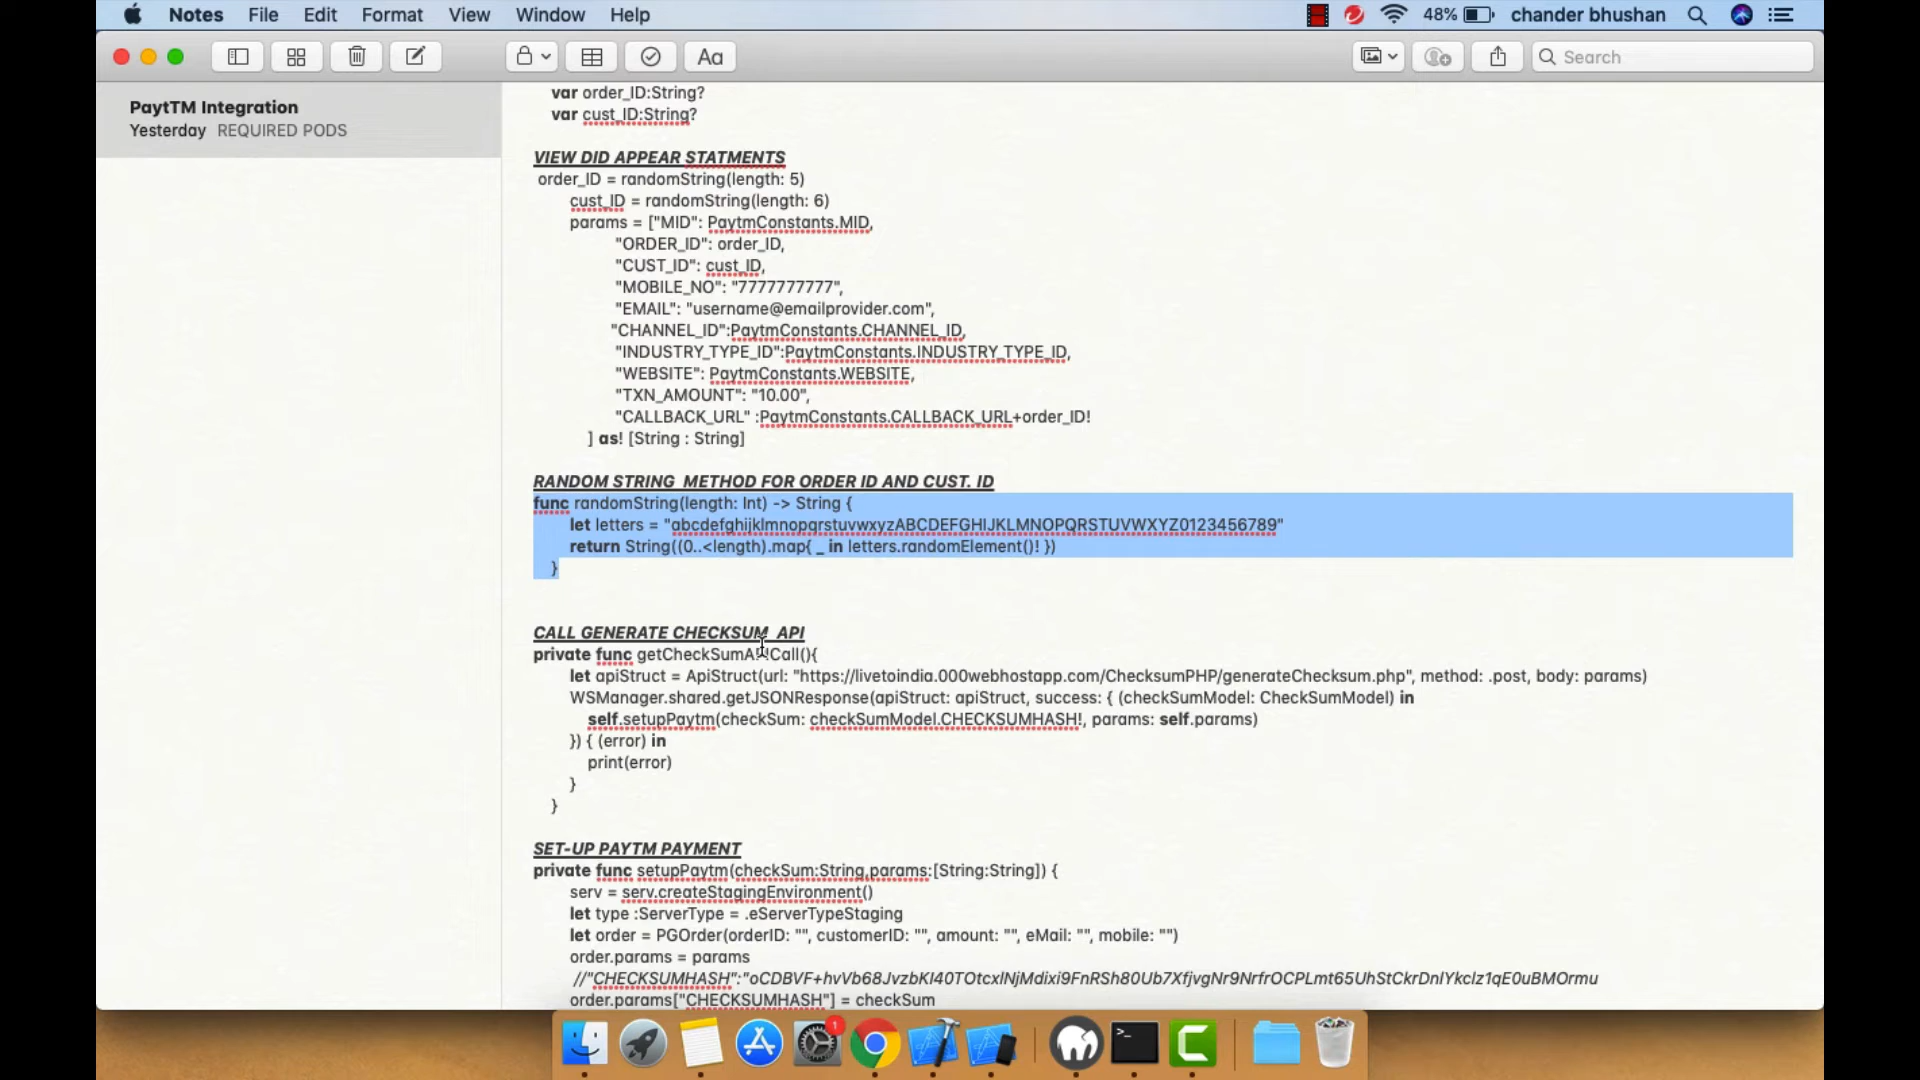 Notes File Edit Format View Window Help 48% chander bhushan
Aa Search
PaytTM Integration
Yesterday REQUIRED PODS
var order_ID:String?
var cust_ID:String?
VIEW DID APPEAR STATMENTS
order_ID = randomString(length: 5)
cust_ID = randomString(length: 6)
params = ["MID": PaytmConstants.MID,
"ORDER_ID": order_ID,
"CUST_ID": cust_ID,
"MOBILE_NO": "7777777777",
"EMAIL": "username@emailprovider.com",
"CHANNEL_ID":PaytmConstants.CHANNEL_ID,
"INDUSTRY_TYPE_ID":PaytmConstants.INDUSTRY_TYPE_ID,
"WEBSITE": PaytmConstants.WEBSITE,
"TXN_AMOUNT": "10.00",
"CALLBACK_URL" :PaytmConstants.CALLBACK_URL+order_ID!
] as! [String : String]
RANDOM STRING METHOD FOR ORDER ID AND CUST. ID
func randomString(length: Int) -> String {
let letters = "abcdefghijklmnopqrstuvwxyzABCDEFGHIJKLMNOPQRSTUVWXYZ0123456789"
return String((0..<length).map{ _ in letters.randomElement()! })
}
CALL GENERATE CHECKSUM API
private func getCheckSumAPICall(){
let apiStruct = ApiStruct(url: "https://livetoindia.000webhostapp.com/ChecksumPHP/generateChecksum.php", method: .post, body: params)
WSManager.shared.getJSONResponse(apiStruct: apiStruct, success: { (checkSumModel: CheckSumModel) in
self.setupPaytm(checkSum: checkSumModel.CHECKSUMHASH!, params: self.params)
}) { (error) in
print(error)
}
}
SET-UP PAYTM PAYMENT
private func setupPaytm(checkSum:String,params:[String:String]) {
serv = serv.createStagingEnvironment()
let type :ServerType = .eServerTypeStaging
let order = PGOrder(orderID: "", customerID: "", amount: "", eMail: "", mobile: "")
order.params = params
//"CHECKSUMHASH":"oCDBVF+hvVb68JvzbKI40TOtcxlNjMdixi9FnRSh80Ub7XfjvgNr9NrfrOCPLmt65UhStCkrDnlYkclz1qE0uBMOrmu
order.params["CHECKSUMHASH"] = checkSum
1